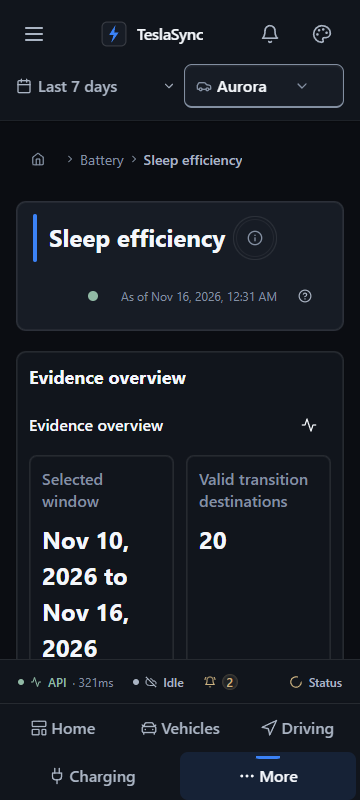 TeslaSync
Last 7 days
Aurora
Battery
Sleep efficiency
Sleep efficiency
As of Nov 16, 2026, 12:31 AM
Evidence overview
Evidence overview
Selected
window
Nov 10,
2026 to
Nov 16,
2026
Valid transition
destinations
20
API · 321ms
Idle
2
Status
Home
Vehicles
Driving
Charging
More